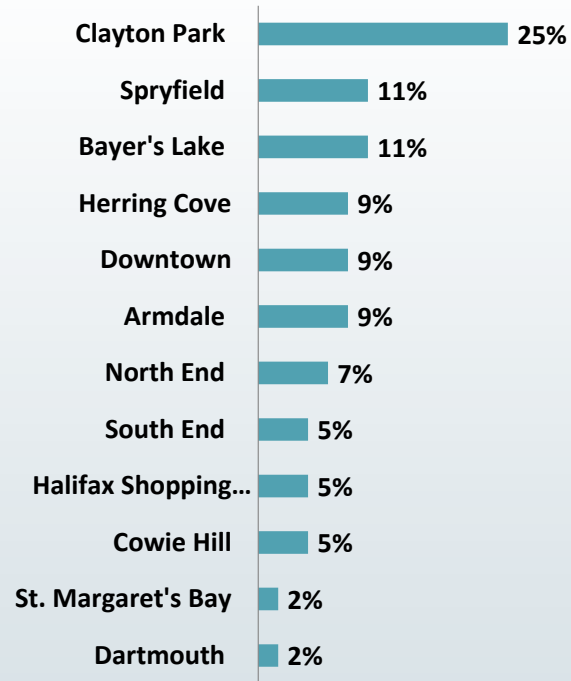 Clayton Park 25%
Spryfield 11%
Bayer's Lake 11%
Herring Cove 9%
Downtown 9%
Armdale 9%
North End 7%
South End 5%
Halifax Shopping... 5%
Cowie Hill 5%
St. Margaret's Bay 2%
Dartmouth 2%